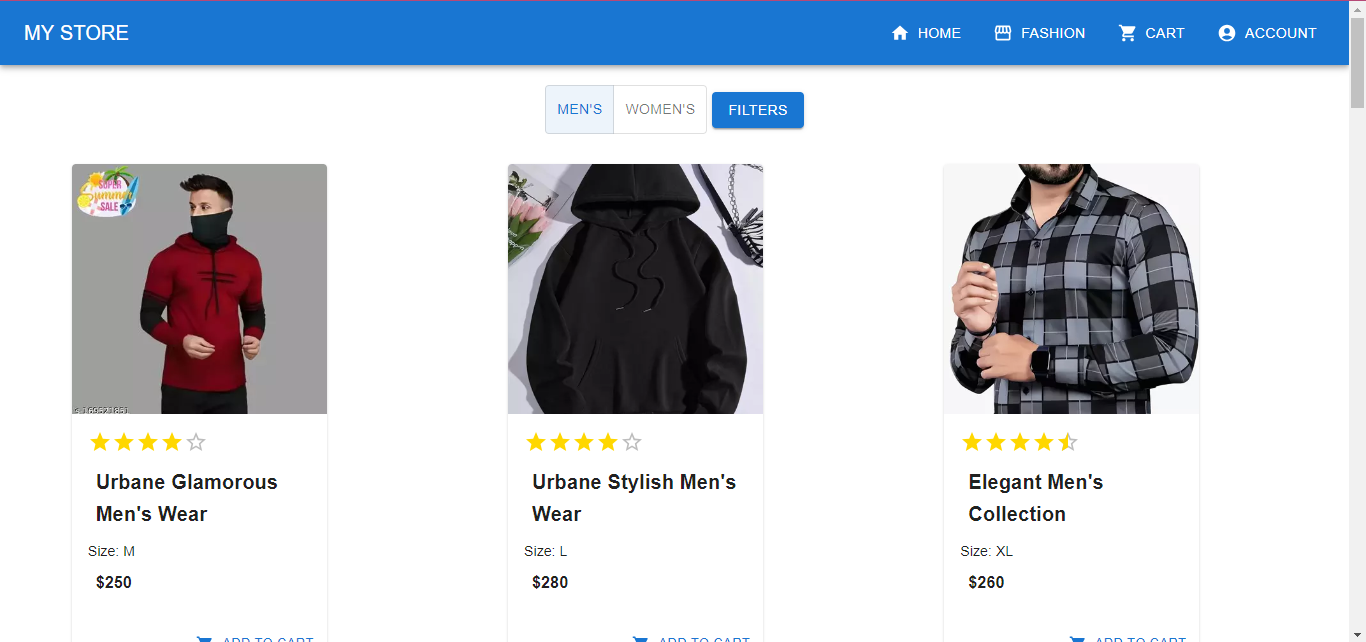 MY STORE
HOME
FASHION
CART
ACCOUNT
MEN'S
WOMEN'S
FILTERS
SUPER
Summer
SALE
Urbane Glamorous
Men's Wear
Size: M
$250
ADD TO CART
Urbane Stylish Men's
Wear
Size: L
$280
ADD TO CART
Elegant Men's
Collection
Size: XL
$260
ADD TO CART